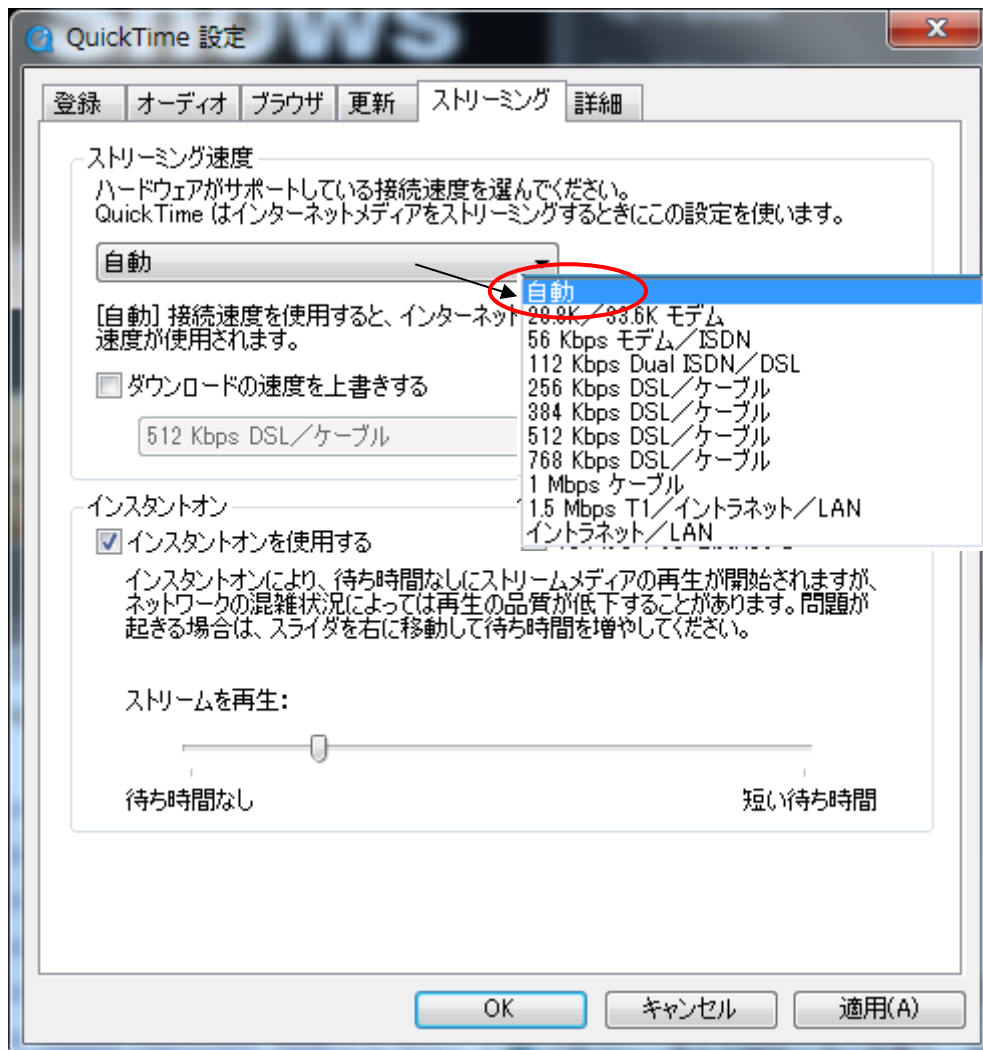 QuickTime 設定
登録 オーディオ ブラウザ 更新 ストリーミング 詳細
ストリーミング速度
ハードウェアがサポートしている接続速度を選んでください。
QuickTime はインターネットメディアをストリーミングするときにこの設定を使います。
自動
[自動] 接続速度を使用すると、インターネット
速度が使用されます。
自動
28.8K／33.6K モデム
56 Kbps モデム／ISDN
112 Kbps Dual ISDN／DSL
256 Kbps DSL／ケーブル
384 Kbps DSL／ケーブル
512 Kbps DSL／ケーブル
768 Kbps DSL／ケーブル
1 Mbps ケーブル
1.5 Mbps T1／イントラネット／LAN
イントラネット／LAN
ダウンロードの速度を上書きする
512 Kbps DSL／ケーブル
インスタントオン
インスタントオンを使用する
インスタントオンにより、待ち時間なしにストリームメディアの再生が開始されますが、
ネットワークの混雑状況によっては再生の品質が低下することがあります。問題が
起きる場合は、スライダを右に移動して待ち時間を増やしてください。
ストリームを再生:
待ち時間なし 短い待ち時間
OK キャンセル 適用(A)